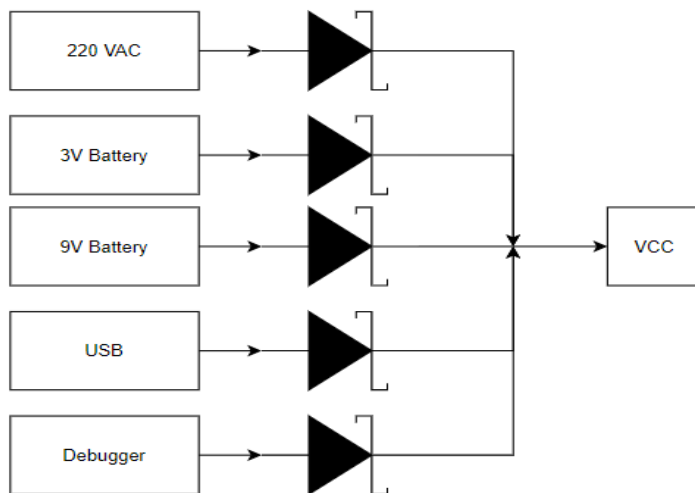 220 VAC
3V Battery
9V Battery
VCC
USB
Debugger